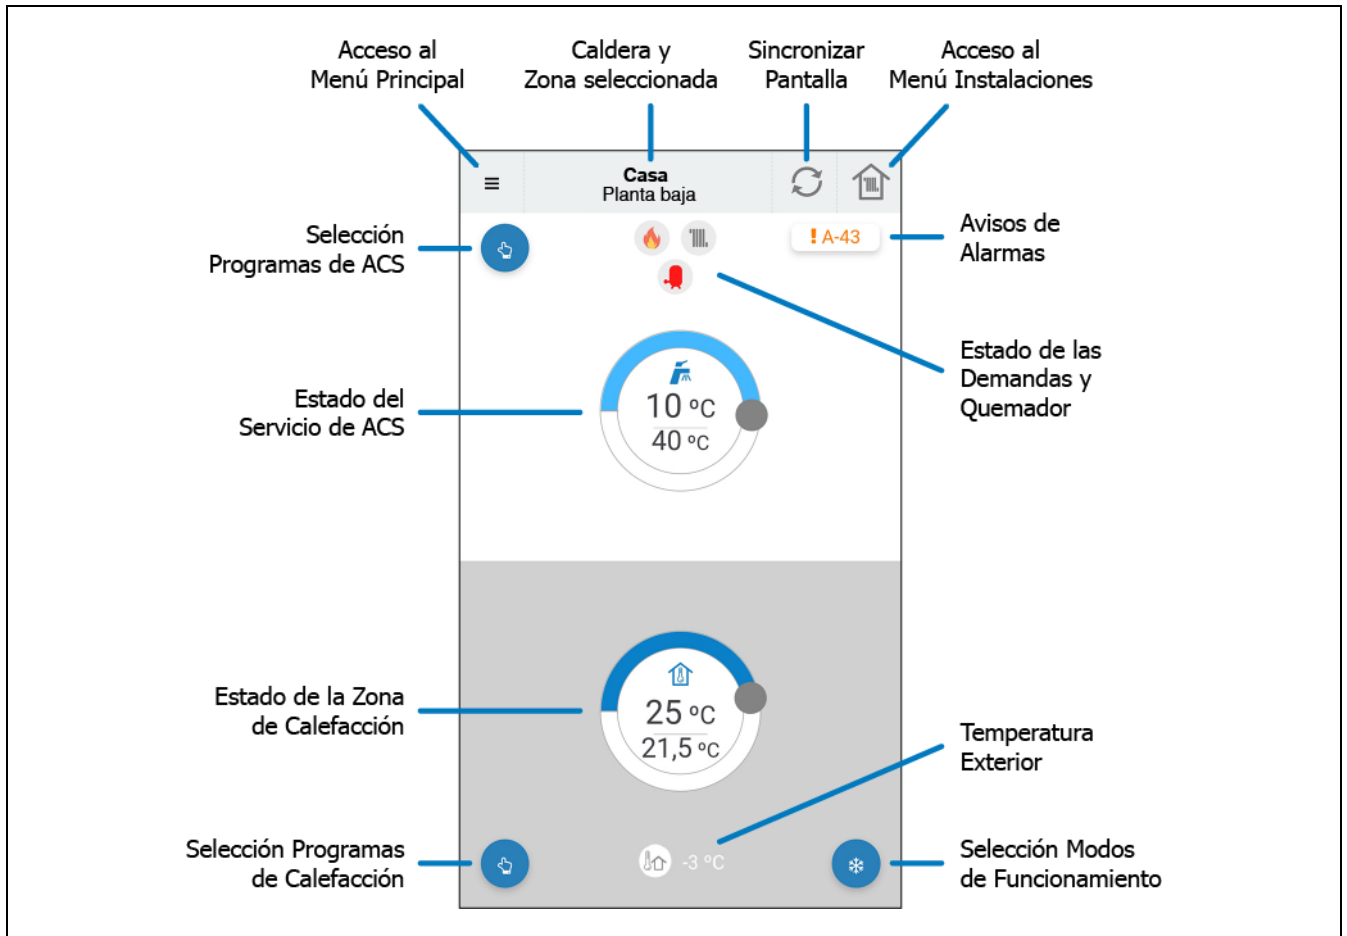 Acceso al
Menú Principal
Caldera y
Zona seleccionada
Sincronizar
Pantalla
Acceso al
Menú Instalaciones
Casa
Planta baja
Selección
Programas de ACS
! A-43
Avisos de
Alarmas
Estado de las
Demandas y
Quemador
Estado del
Servicio de ACS
10 ºC
40 ºC
Estado de la Zona
de Calefacción
25 ºC
21,5 ºC
Temperatura
Exterior
Selección Programas
de Calefacción
-3 ºC
Selección Modos
de Funcionamiento